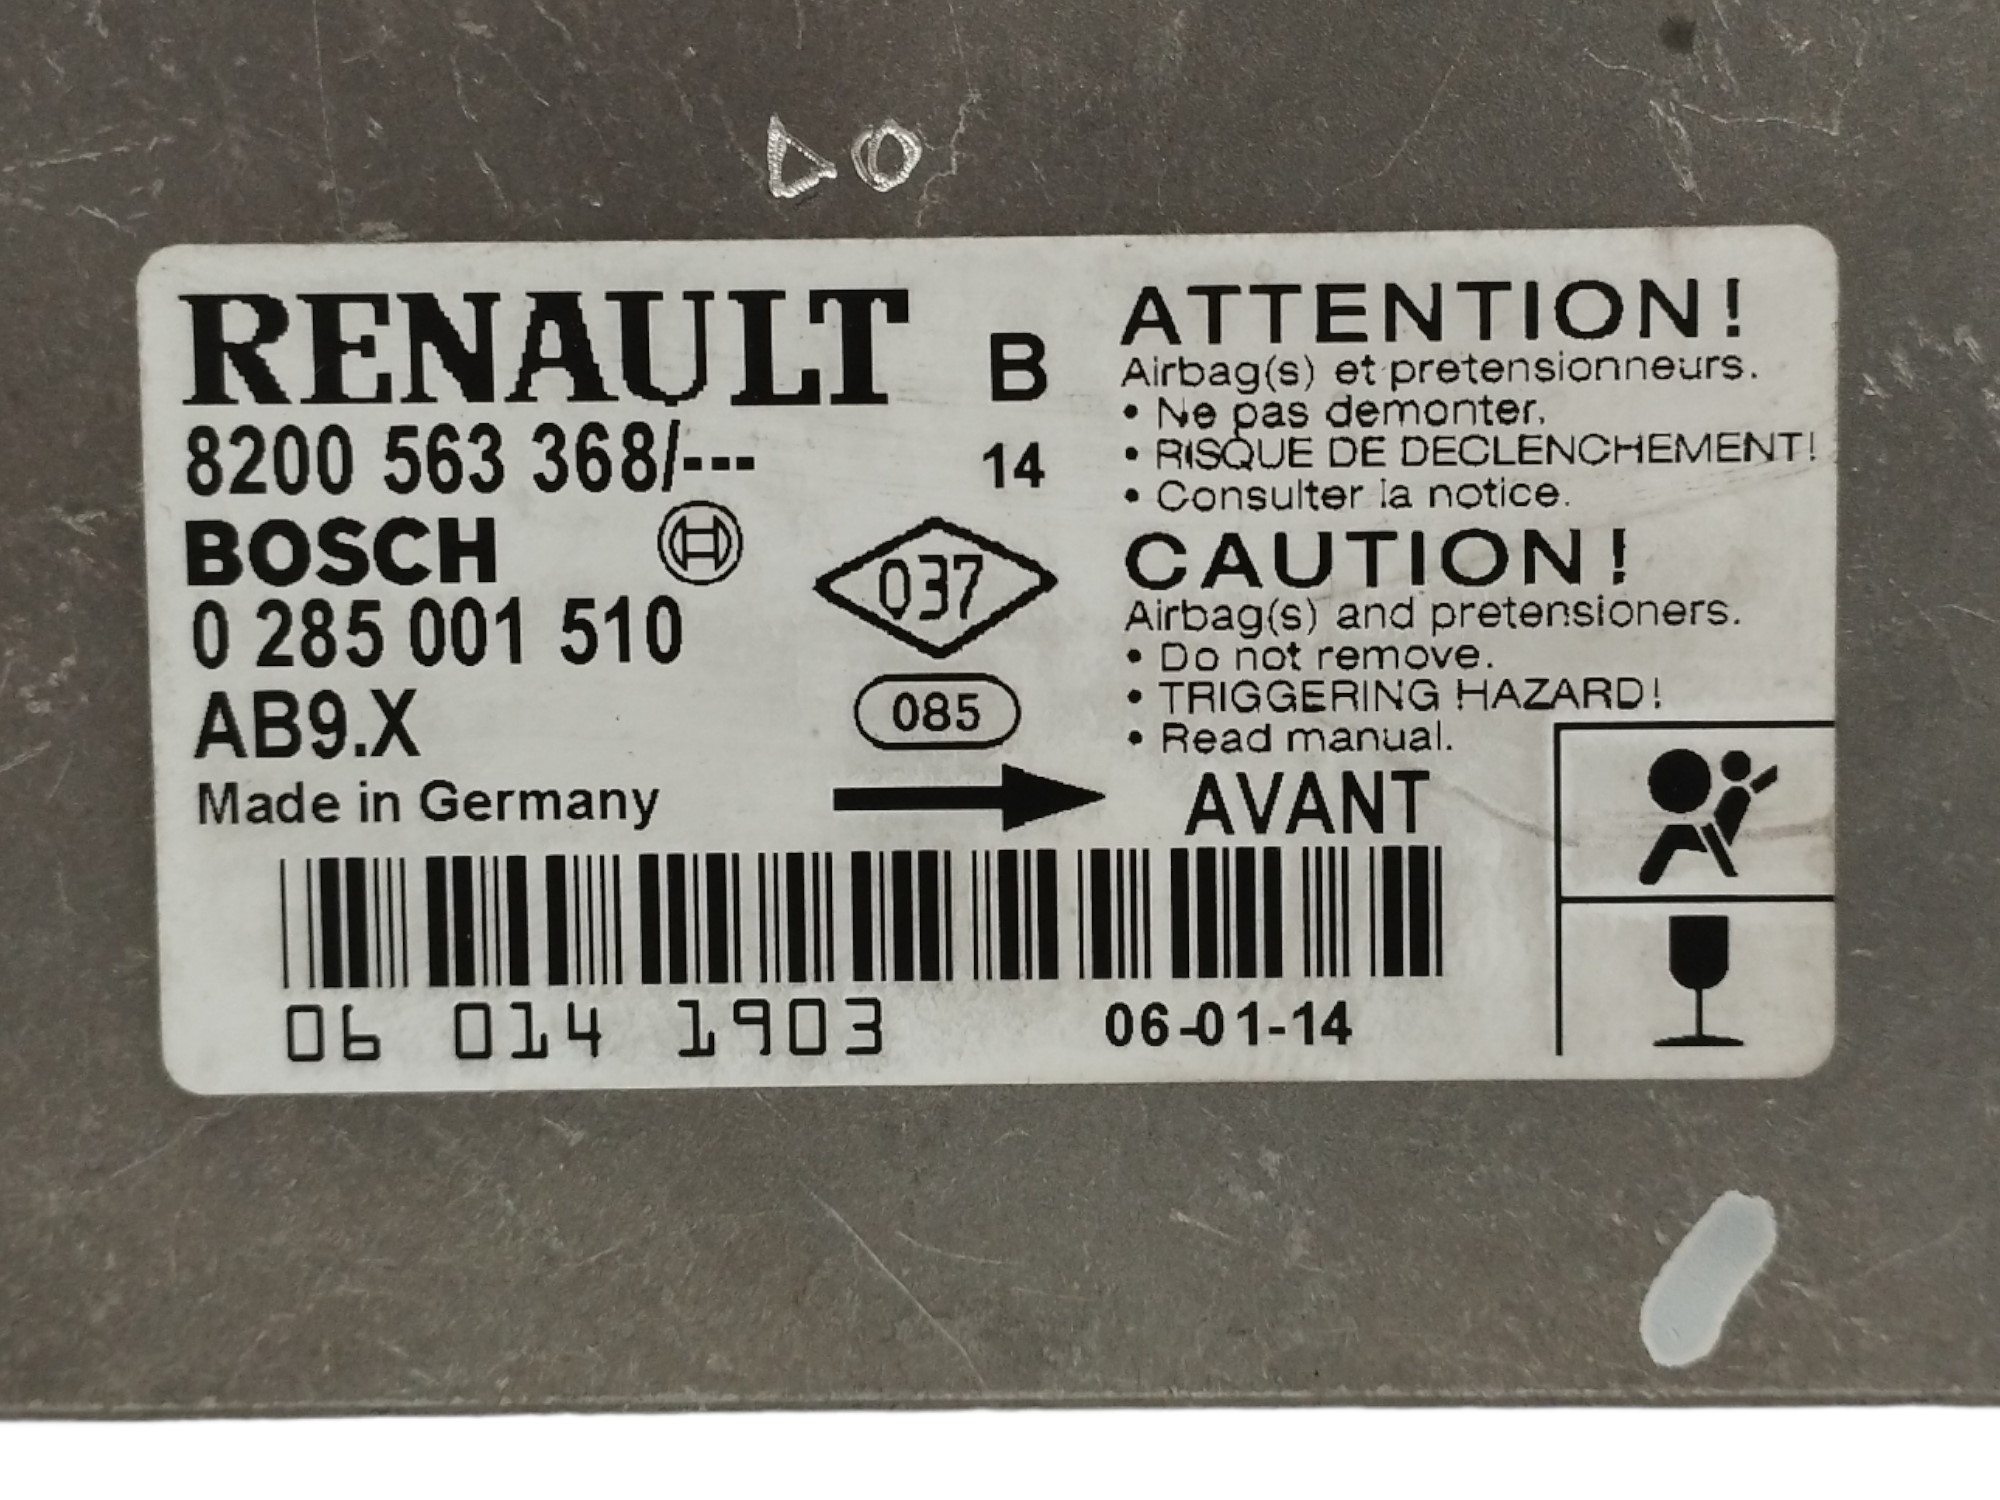 DO
RENAULT B
8200 563 368/--- 14
BOSCH
0 285 001 510
AB9.X
Made in Germany
037
085
ATTENTION!
Airbag(s) et pretensionneurs.
• Ne pas demonter.
• RISQUE DE DECLENCHEMENT!
• Consulter la notice.
CAUTION!
Airbag(s) and pretensioners.
• Do not remove.
• TRIGGERING HAZARD!
• Read manual.
AVANT
06 014 1903 06-01-14